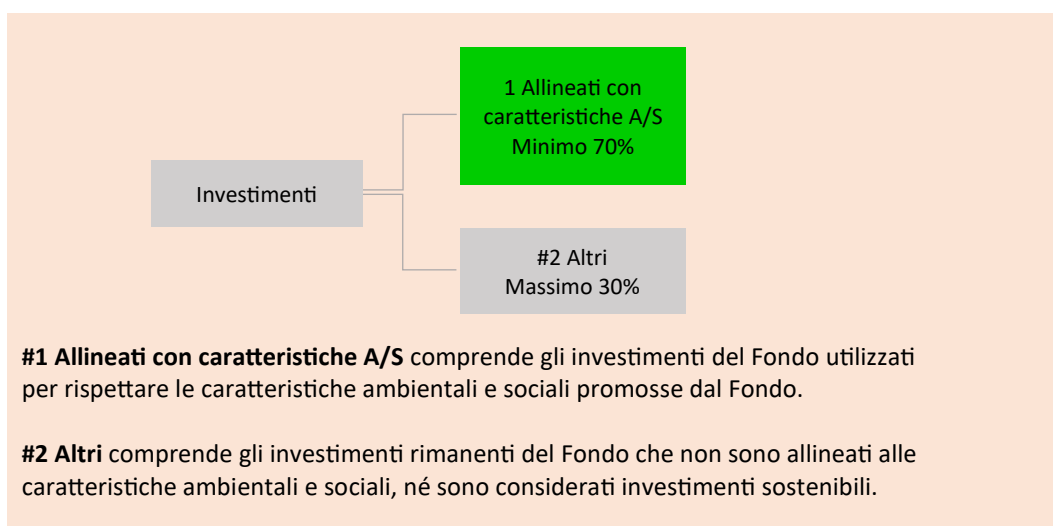 1 Allineati con
caratteristiche A/S
Minimo 70%
Investimenti
#2 Altri
Massimo 30%
#1 Allineati con caratteristiche A/S comprende gli investimenti del Fondo utilizzati
per rispettare le caratteristiche ambientali e sociali promosse dal Fondo.
#2 Altri comprende gli investimenti rimanenti del Fondo che non sono allineati alle
caratteristiche ambientali e sociali, né sono considerati investimenti sostenibili.